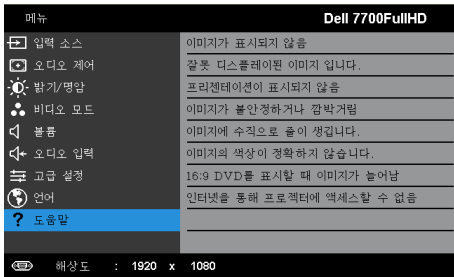 메뉴 Dell 7700FullHD
입력 소스 이미지가 표시되지 않음
오디오 제어 잘못 디스플레이된 이미지 입니다.
밝기/명암 프리젠테이션이 표시되지 않음
비디오 모드 이미지가 불안정하거나 깜박거림
볼륨 이미지에 수직으로 줄이 생깁니다.
오디오 입력 이미지의 색상이 정확하지 않습니다.
고급 설정 16:9 DVD를 표시할 때 이미지가 늘어남
언어 인터넷을 통해 프로젝터에 액세스할 수 없음
? 도움말
해상도 : 1920 x 1080